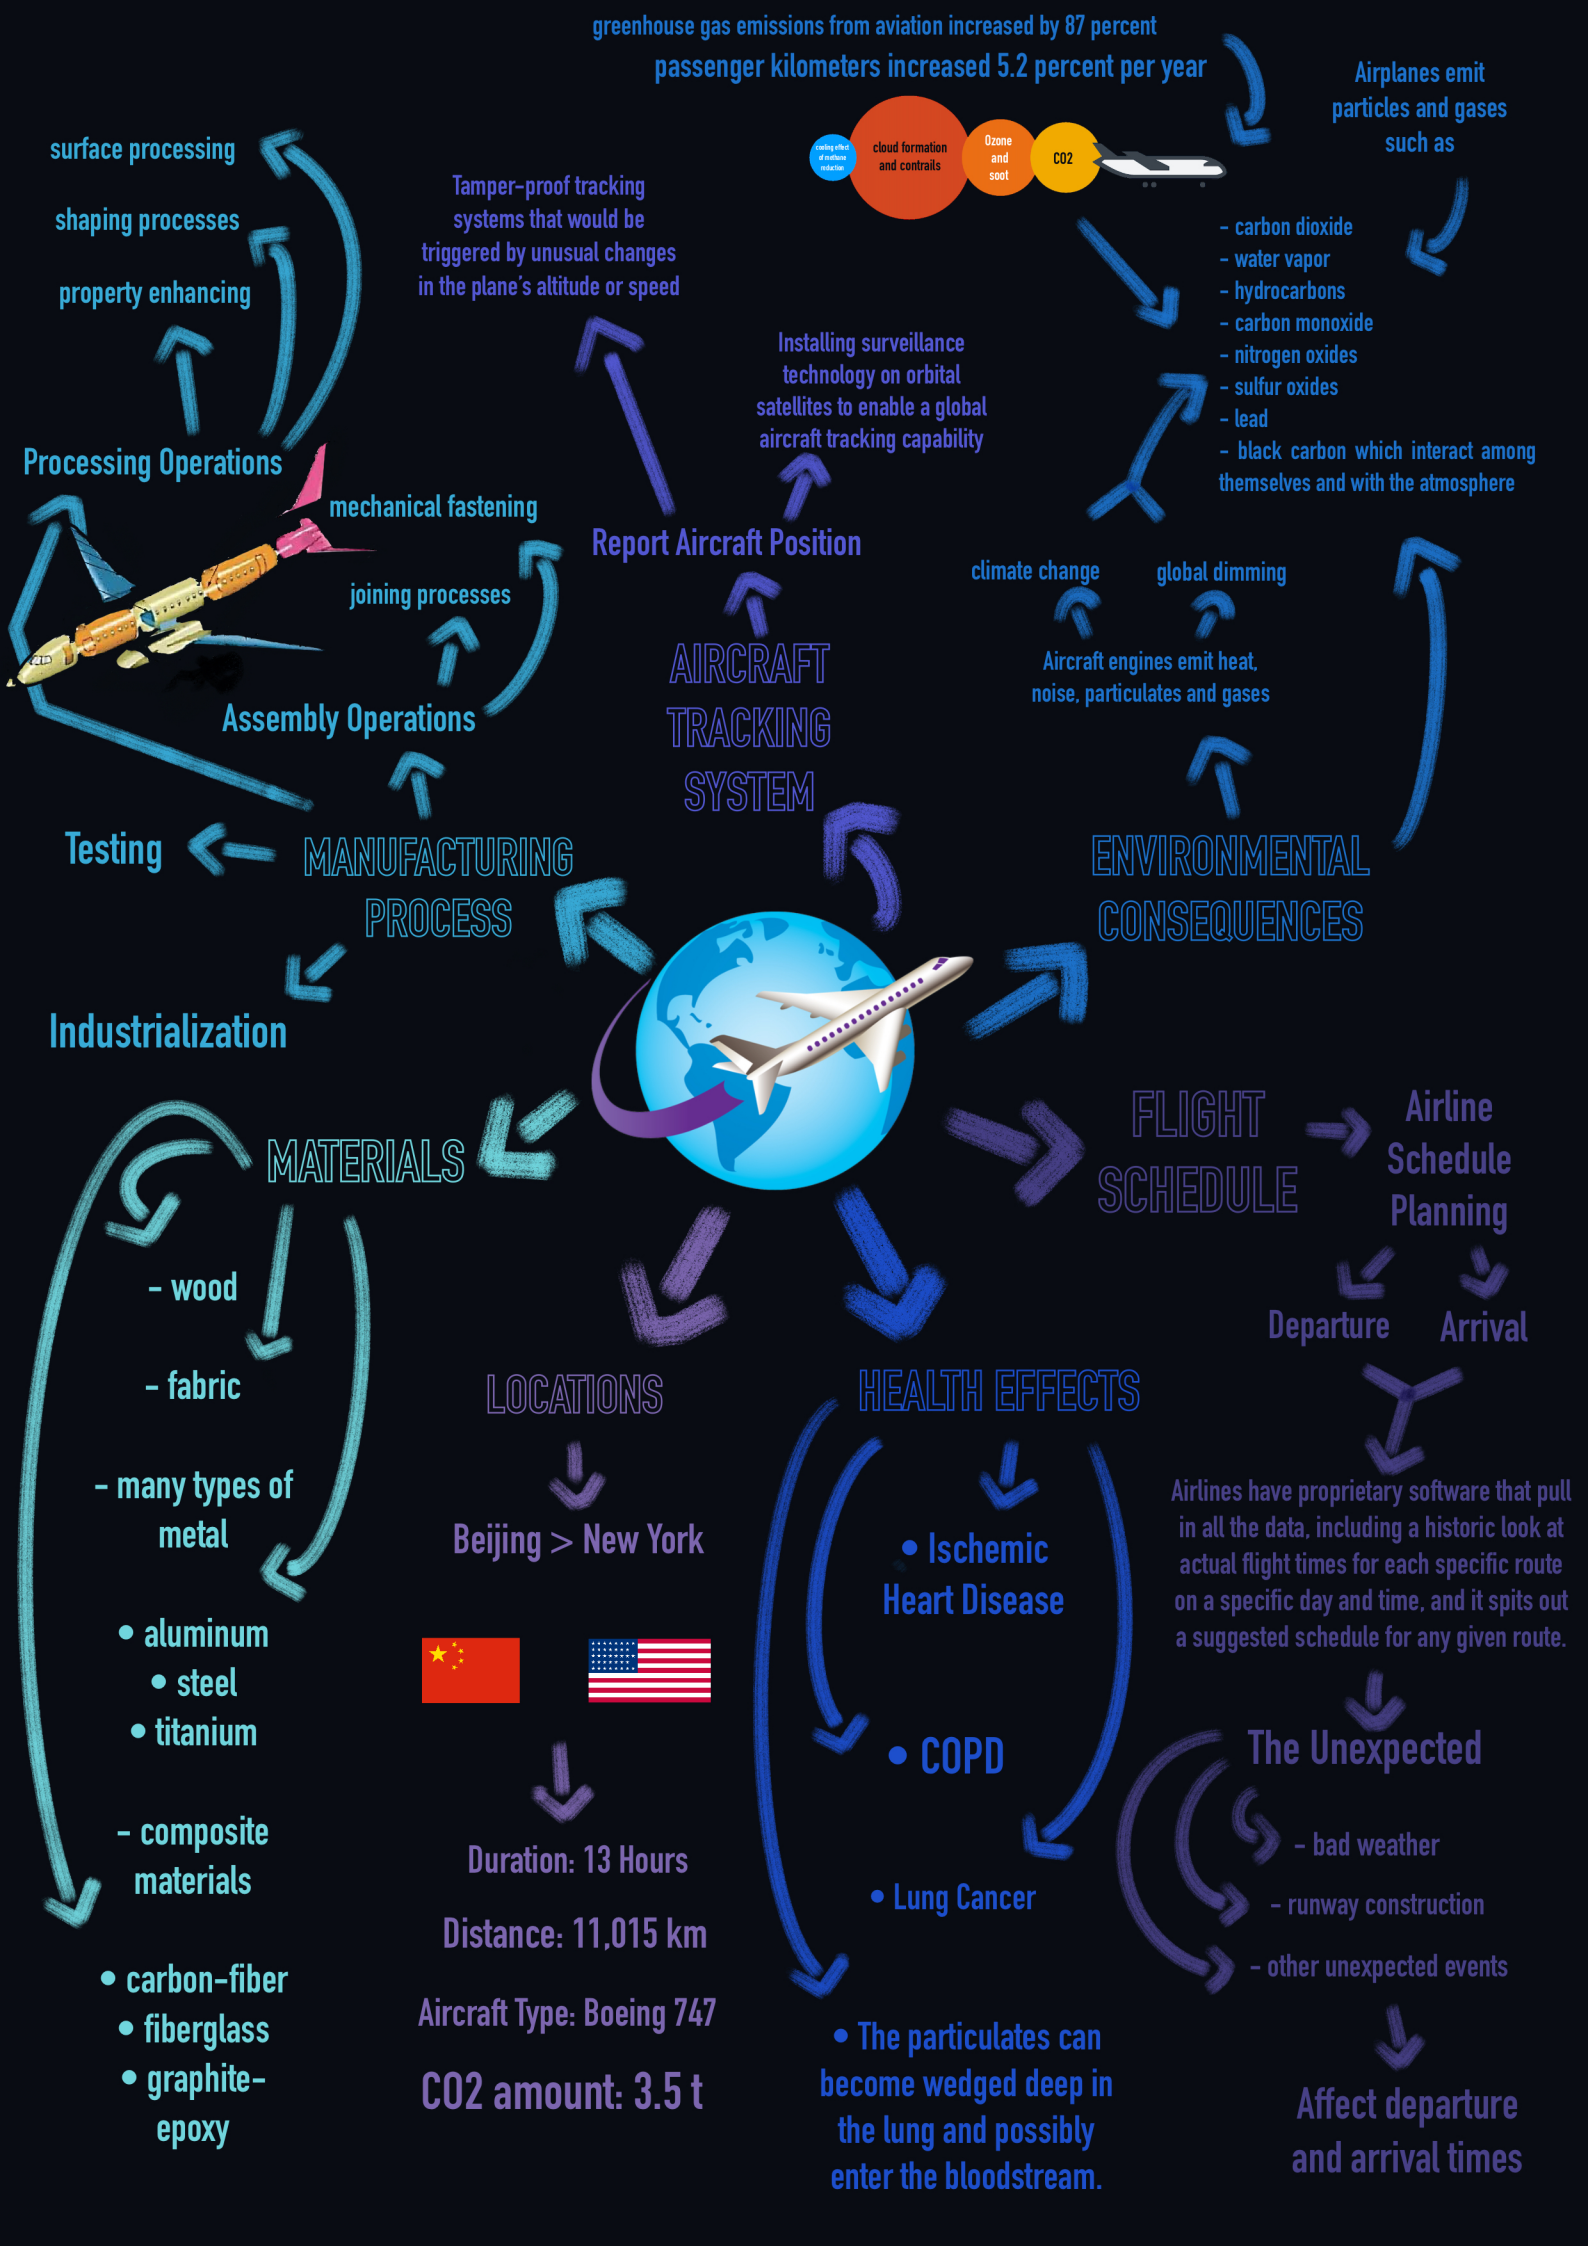 greenhouse gas emissions from aviation increased by 87 percent
passenger kilometers increased 5.2 percent per year
cooling effect
of methane
reduction
cloud formation
and contrails
Ozone
and
soot
CO2
Airplanes emit
particles and gases
such as
- carbon dioxide
- water vapor
- hydrocarbons
- carbon monoxide
- nitrogen oxides
- sulfur oxides
- lead
- black carbon which interact among
themselves and with the atmosphere
climate change
global dimming
Aircraft engines emit heat,
noise, particulates and gases
ENVIRONMENTAL
CONSEQUENCES
surface processing
shaping processes
property enhancing
Processing Operations
mechanical fastening
joining processes
Assembly Operations
Testing
MANUFACTURING
PROCESS
Industrialization
Tamper-proof tracking
systems that would be
triggered by unusual changes
in the plane's altitude or speed
Installing surveillance
technology on orbital
satellites to enable a global
aircraft tracking capability
Report Aircraft Position
AIRCRAFT
TRACKING
SYSTEM
MATERIALS
- wood
- fabric
- many types of
metal
• aluminum
• steel
• titanium
- composite
materials
• carbon-fiber
• fiberglass
• graphite-
epoxy
LOCATIONS
Beijing > New York
Duration: 13 Hours
Distance: 11,015 km
Aircraft Type: Boeing 747
CO2 amount: 3.5 t
HEALTH EFFECTS
• Ischemic
Heart Disease
• COPD
• Lung Cancer
• The particulates can
become wedged deep in
the lung and possibly
enter the bloodstream.
FLIGHT
SCHEDULE
Airline
Schedule
Planning
Departure
Arrival
Airlines have proprietary software that pull
in all the data, including a historic look at
actual flight times for each specific route
on a specific day and time, and it spits out
a suggested schedule for any given route.
The Unexpected
- bad weather
- runway construction
- other unexpected events
Affect departure
and arrival times